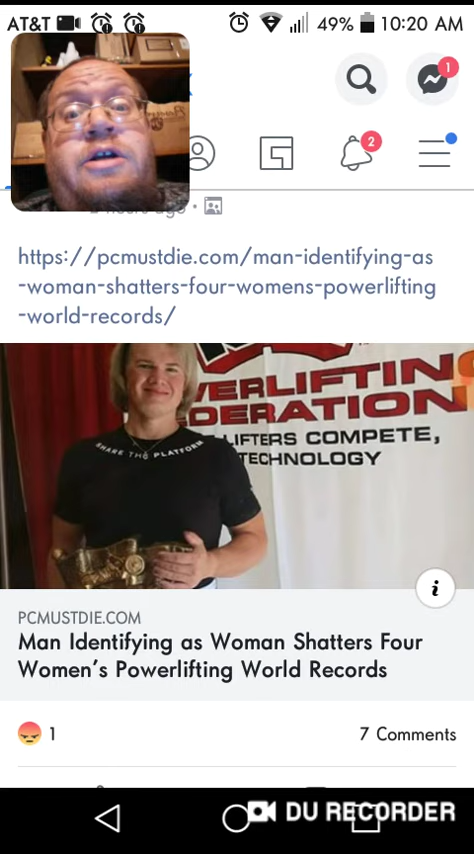 AT&T 49% 10:20 AM
1
2
https://pcmustdie.com/man-identifying-as
-woman-shatters-four-womens-powerlifting
-world-records/
VERLIFTING
DERATION
LIFTERS COMPETE,
TECHNOLOGY
SHARE THE PLATFORM
i
PCMUSTDIE.COM
Man Identifying as Woman Shatters Four
Women's Powerlifting World Records
1 7 Comments
DU RECORDER